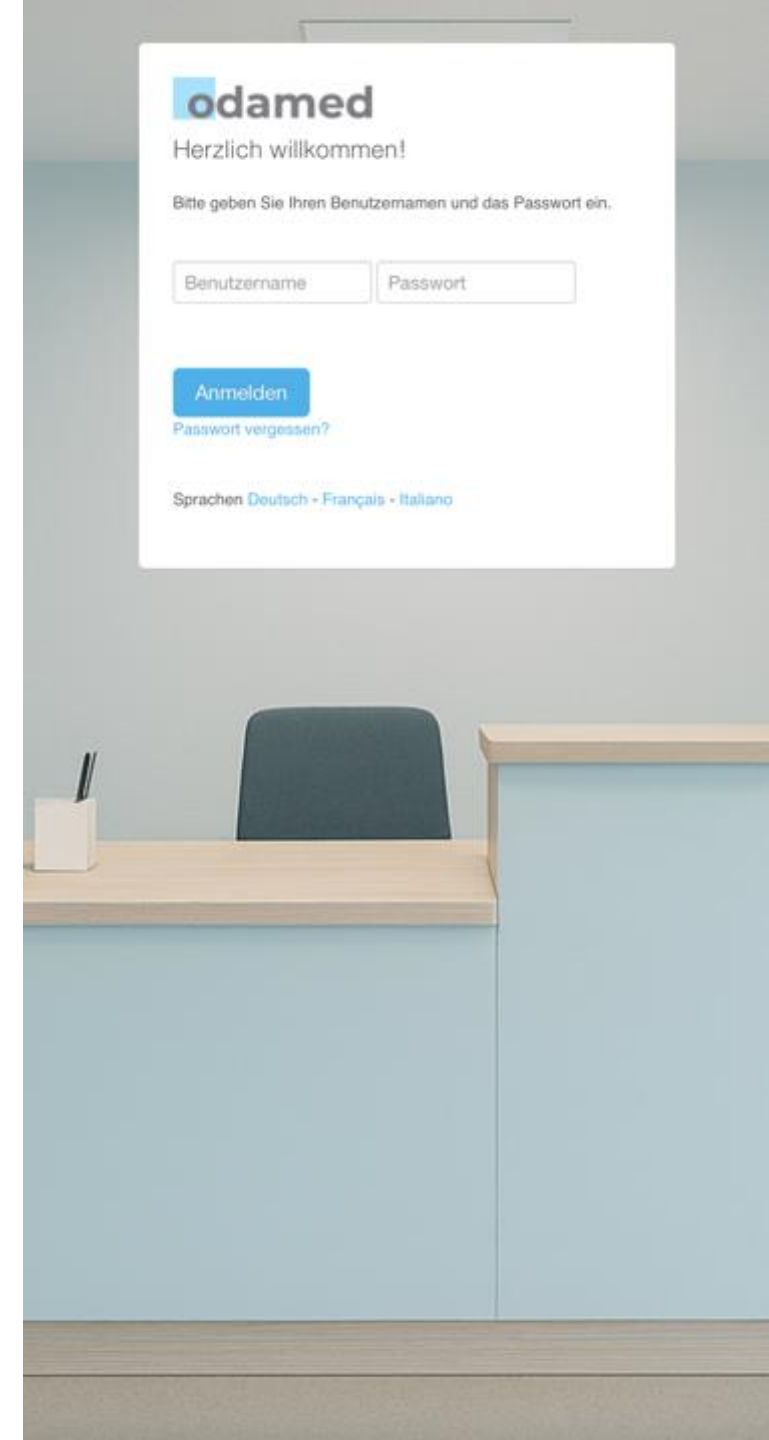 odamed
Herzlich willkommen!
Bitte geben Sie Ihren Benutzernamen und das Passwort ein.
Benutzername Passwort
Anmelden
Passwort vergessen?
Sprachen Deutsch - Français - Italiano